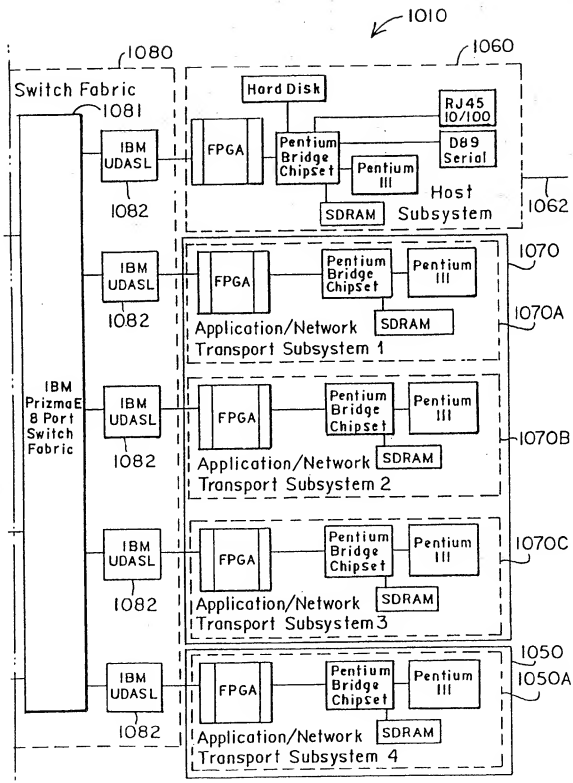 1010
1080
1060
Switch Fabric
1081
Hard Disk
RJ45
10/100
D89
Serial
IBM
UDASL
1082
FPGA
Pentium
Bridge
Chipset
Pentium
III
SDRAM
Host
Subsystem
1062
IBM
UDASL
1082
FPGA
Pentium
Bridge
Chipset
Pentium
III
SDRAM
Application/Network
Transport Subsystem 1
1070
1070A
IBM
PrizmaE
8 Port
Switch
Fabric
IBM
UDASL
1082
FPGA
Pentium
Bridge
Chipset
Pentium
III
SDRAM
Application/Network
Transport Subsystem 2
1070B
IBM
UDASL
1082
FPGA
Pentium
Bridge
Chipset
Pentium
III
SDRAM
Application/Network
Transport Subsystem 3
1070C
IBM
UDASL
1082
FPGA
Pentium
Bridge
Chipset
Pentium
III
SDRAM
Application/Network
Transport Subsystem 4
1050
1050A